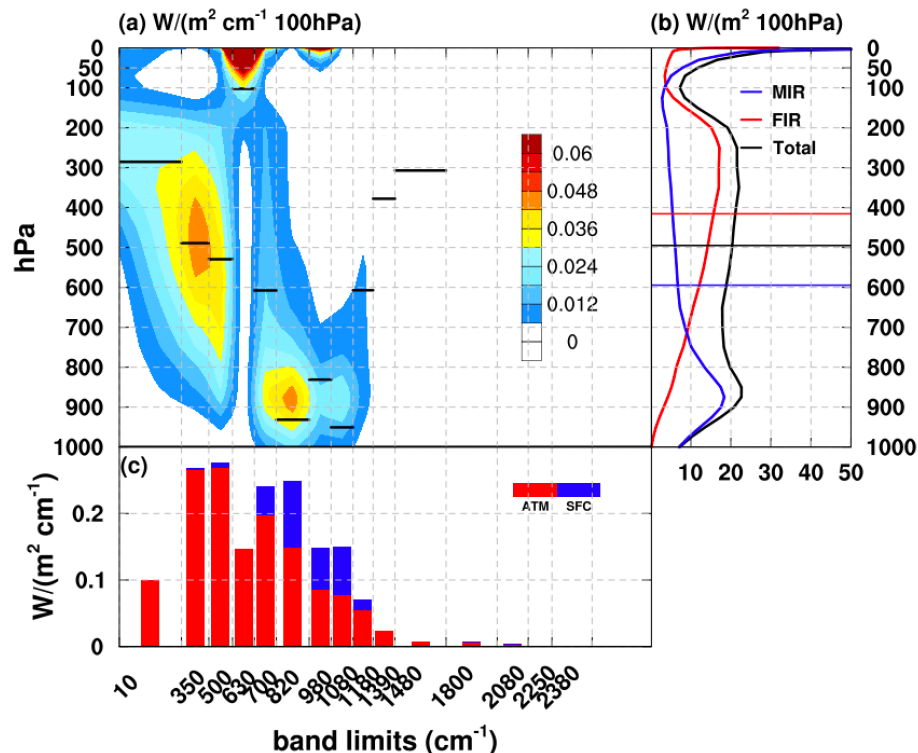 (a) W/(m² cm⁻¹ 100hPa)
(b) W/(m² 100hPa)
hPa
0
50
100
200
300
400
500
600
700
800
900
1000
0.06
0.048
0.036
0.024
0.012
0
MIR
FIR
Total
0
50
100
200
300
400
500
600
700
800
900
1000
10 20 30 40 50
(c)
W/(m² cm⁻¹)
0.2
0.1
0
ATM SFC
10 350 500 630 700 820 980 1080 1180 1390 1480 1800 2080 2250 2380
band limits (cm⁻¹)